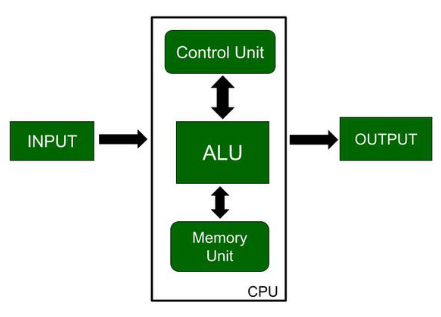 Control Unit
INPUT
ALU
OUTPUT
Memory
Unit
CPU